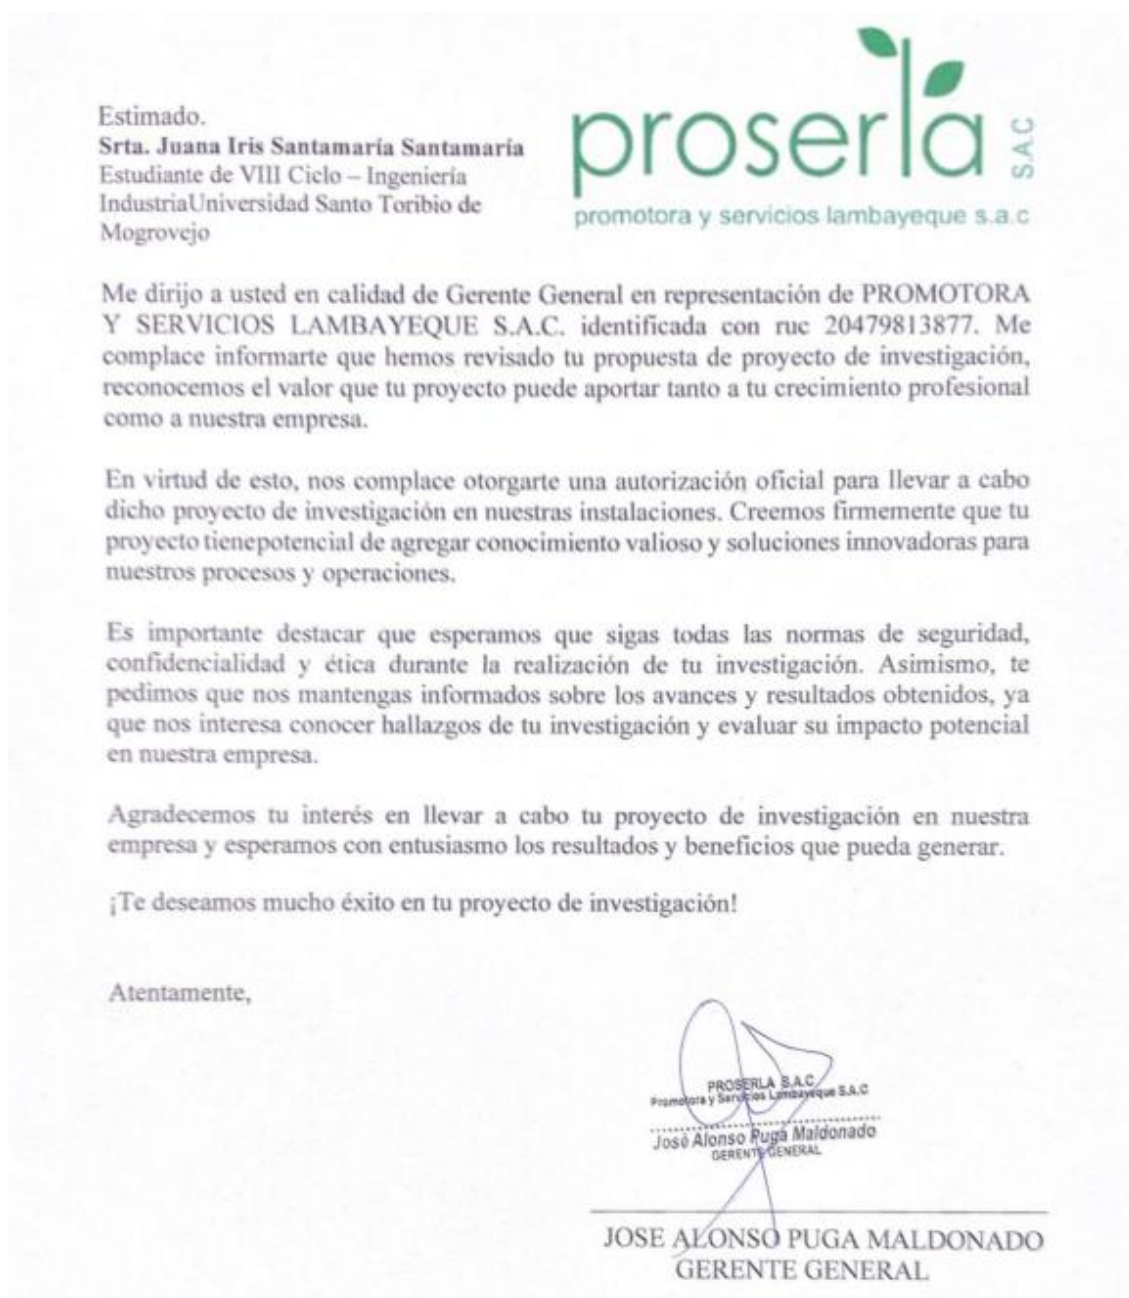 Estimado.
Srta. Juana Iris Santamaría Santamaría
Estudiante de VIII Ciclo – Ingeniería
IndustriaUniversidad Santo Toribio de
Mogrovejo
proserla S.A.C
promotora y servicios lambayeque s.a.c
Me dirijo a usted en calidad de Gerente General en representación de PROMOTORA
Y SERVICIOS LAMBAYEQUE S.A.C. identificada con ruc 20479813877. Me
complace informarte que hemos revisado tu propuesta de proyecto de investigación,
reconocemos el valor que tu proyecto puede aportar tanto a tu crecimiento profesional
como a nuestra empresa.
En virtud de esto, nos complace otorgarte una autorización oficial para llevar a cabo
dicho proyecto de investigación en nuestras instalaciones. Creemos firmemente que tu
proyecto tienepotencial de agregar conocimiento valioso y soluciones innovadoras para
nuestros procesos y operaciones.
Es importante destacar que esperamos que sigas todas las normas de seguridad,
confidencialidad y ética durante la realización de tu investigación. Asimismo, te
pedimos que nos mantengas informados sobre los avances y resultados obtenidos, ya
que nos interesa conocer hallazgos de tu investigación y evaluar su impacto potencial
en nuestra empresa.
Agradecemos tu interés en llevar a cabo tu proyecto de investigación en nuestra
empresa y esperamos con entusiasmo los resultados y beneficios que pueda generar.
¡Te deseamos mucho éxito en tu proyecto de investigación!
Atentamente,
PROSERLA S.A.C
Promotora y Servicios Lambayeque S.A.C
José Alonso Puga Maldonado
GERENTE GENERAL
JOSE ALONSO PUGA MALDONADO
GERENTE GENERAL